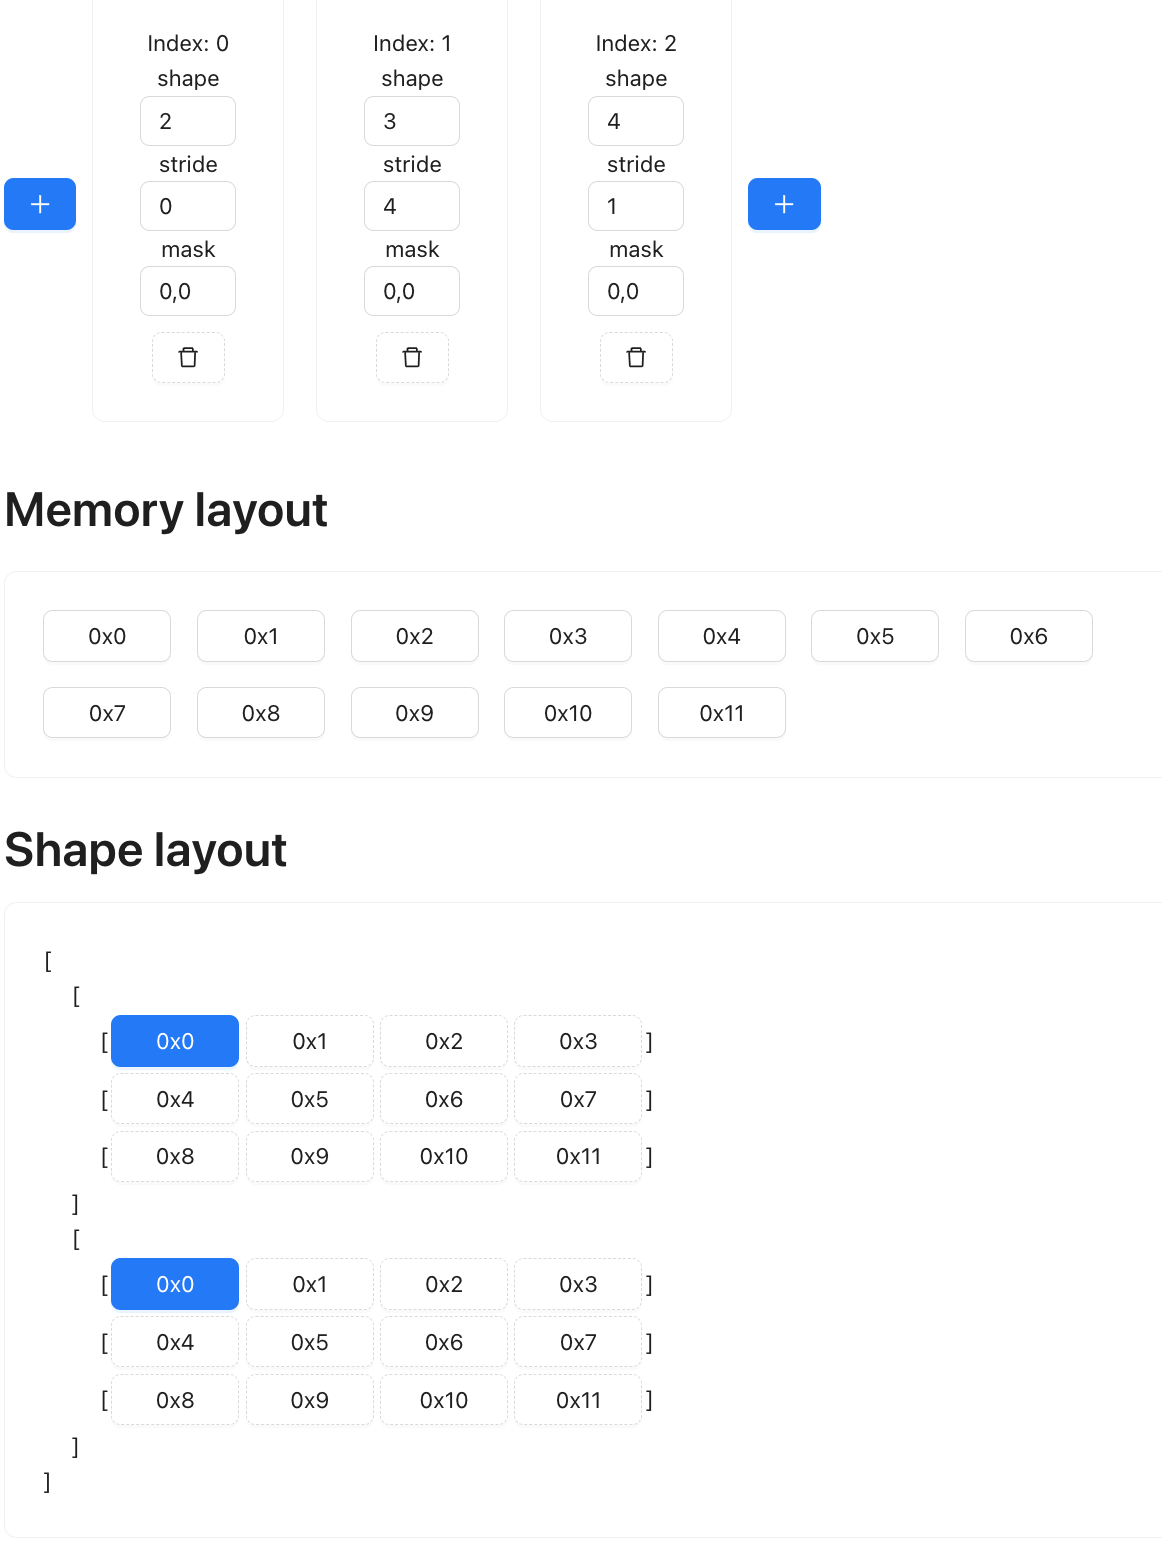 Index: 0 Index: 1 Index: 2
shape shape shape
2 3 4
stride stride stride
0 4 1
mask mask mask
0,0 0,0 0,0
Memory layout
0x0 0x1 0x2 0x3 0x4 0x5 0x6
0x7 0x8 0x9 0x10 0x11
Shape layout
[
[
[ 0x0 0x1 0x2 0x3 ]
[ 0x4 0x5 0x6 0x7 ]
[ 0x8 0x9 0x10 0x11 ]
]
[
[ 0x0 0x1 0x2 0x3 ]
[ 0x4 0x5 0x6 0x7 ]
[ 0x8 0x9 0x10 0x11 ]
]
]